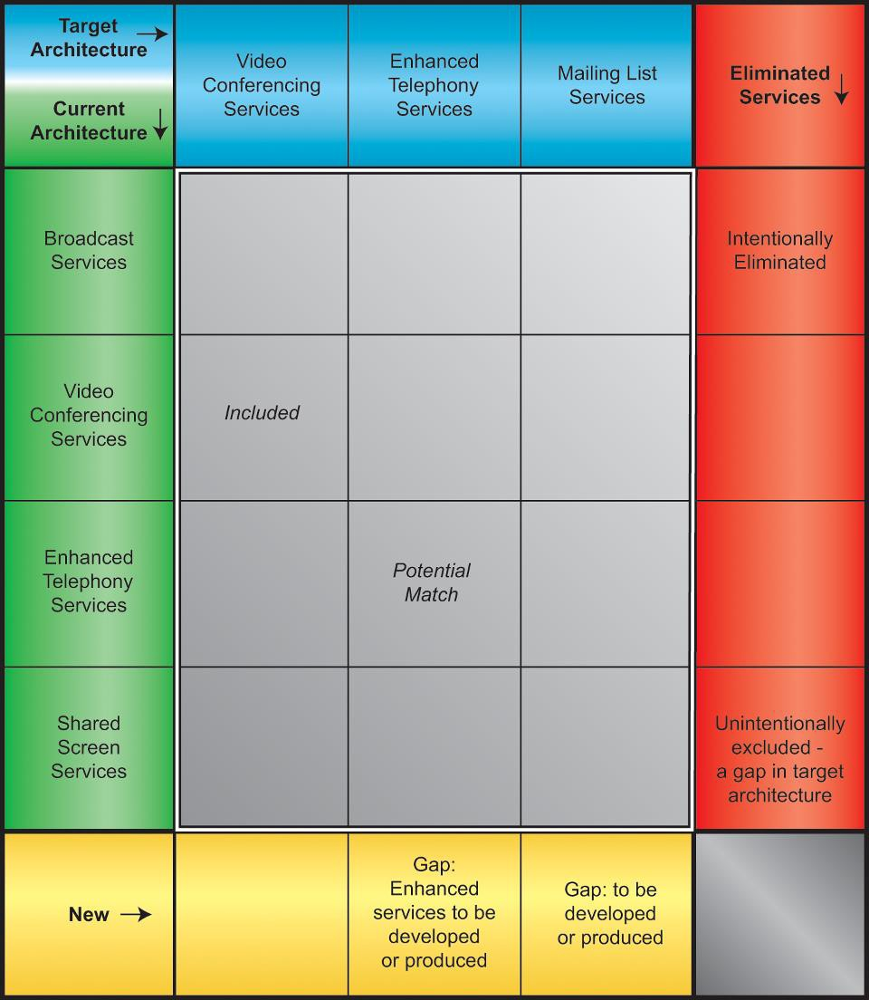 Target
Architecture
Current
Architecture
Video
Conferencing
Services
Enhanced
Telephony
Services
Mailing List
Services
Eliminated
Services
Broadcast
Services
Intentionally
Eliminated
Video
Conferencing
Services
Included
Enhanced
Telephony
Services
Potential
Match
Shared
Screen
Services
Unintentionally
excluded -
a gap in target
architecture
New
Gap:
Enhanced
services to be
developed
or produced
Gap: to be
developed
or produced